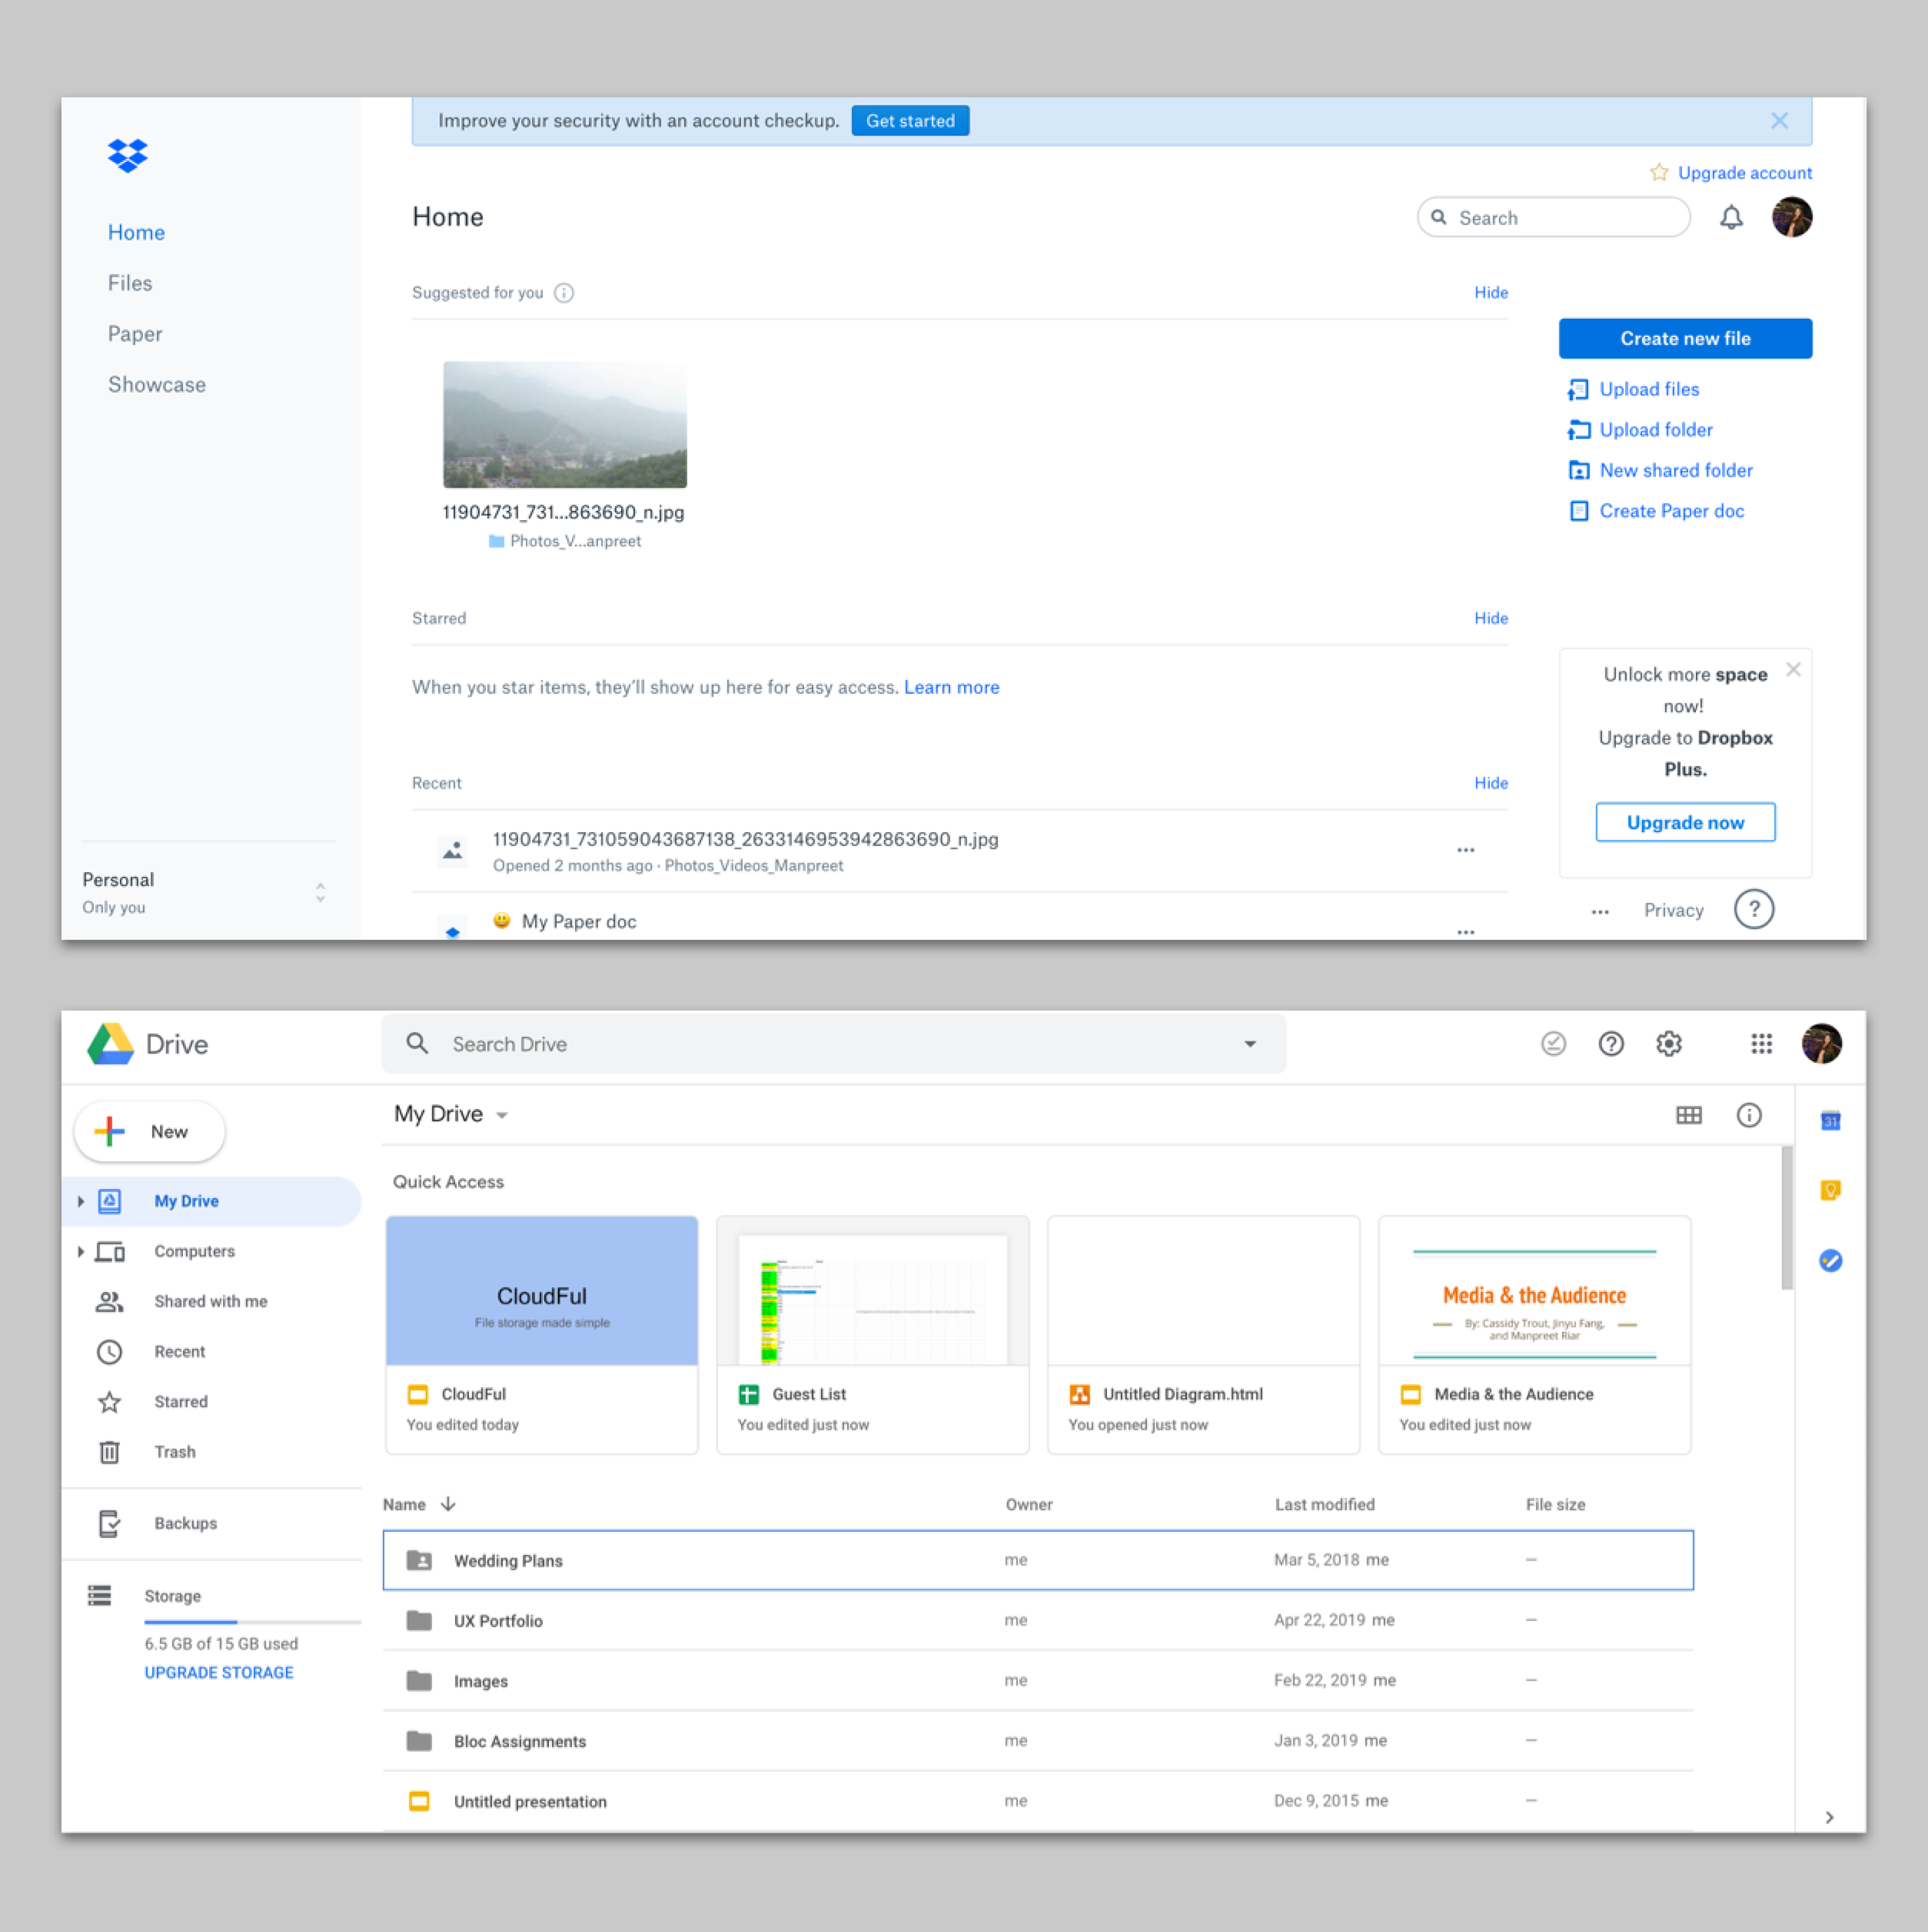 Improve your security with an account checkup. Get started
Upgrade account
Home
Search
Home
Files
Paper
Showcase
Suggested for you Hide
11904731_731...863690_n.jpg
Photos_V...anpreet
Create new file
Upload files
Upload folder
New shared folder
Create Paper doc
Starred Hide
When you star items, they'll show up here for easy access. Learn more
Unlock more space
now!
Upgrade to Dropbox
Plus.
Upgrade now
Recent Hide
11904731_731059043687138_2633146953942863690_n.jpg
Opened 2 months ago · Photos_Videos_Manpreet
😃 My Paper doc
Personal
Only you
... Privacy ?
Drive
Search Drive
New
My Drive
Computers
Shared with me
Recent
Starred
Trash
Backups
Storage
6.5 GB of 15 GB used
UPGRADE STORAGE
My Drive
31
Quick Access
CloudFul
File storage made simple
Media & the Audience
By: Cassidy Trout, Jinyu Fang,
and Manpreet Riar
CloudFul
You edited today
Guest List
You edited just now
Untitled Diagram.html
You opened just now
Media & the Audience
You edited just now
Name Owner Last modified File size
Wedding Plans me Mar 5, 2018 me —
UX Portfolio me Apr 22, 2019 me —
Images me Feb 22, 2019 me —
Bloc Assignments me Jan 3, 2019 me —
Untitled presentation me Dec 9, 2015 me —